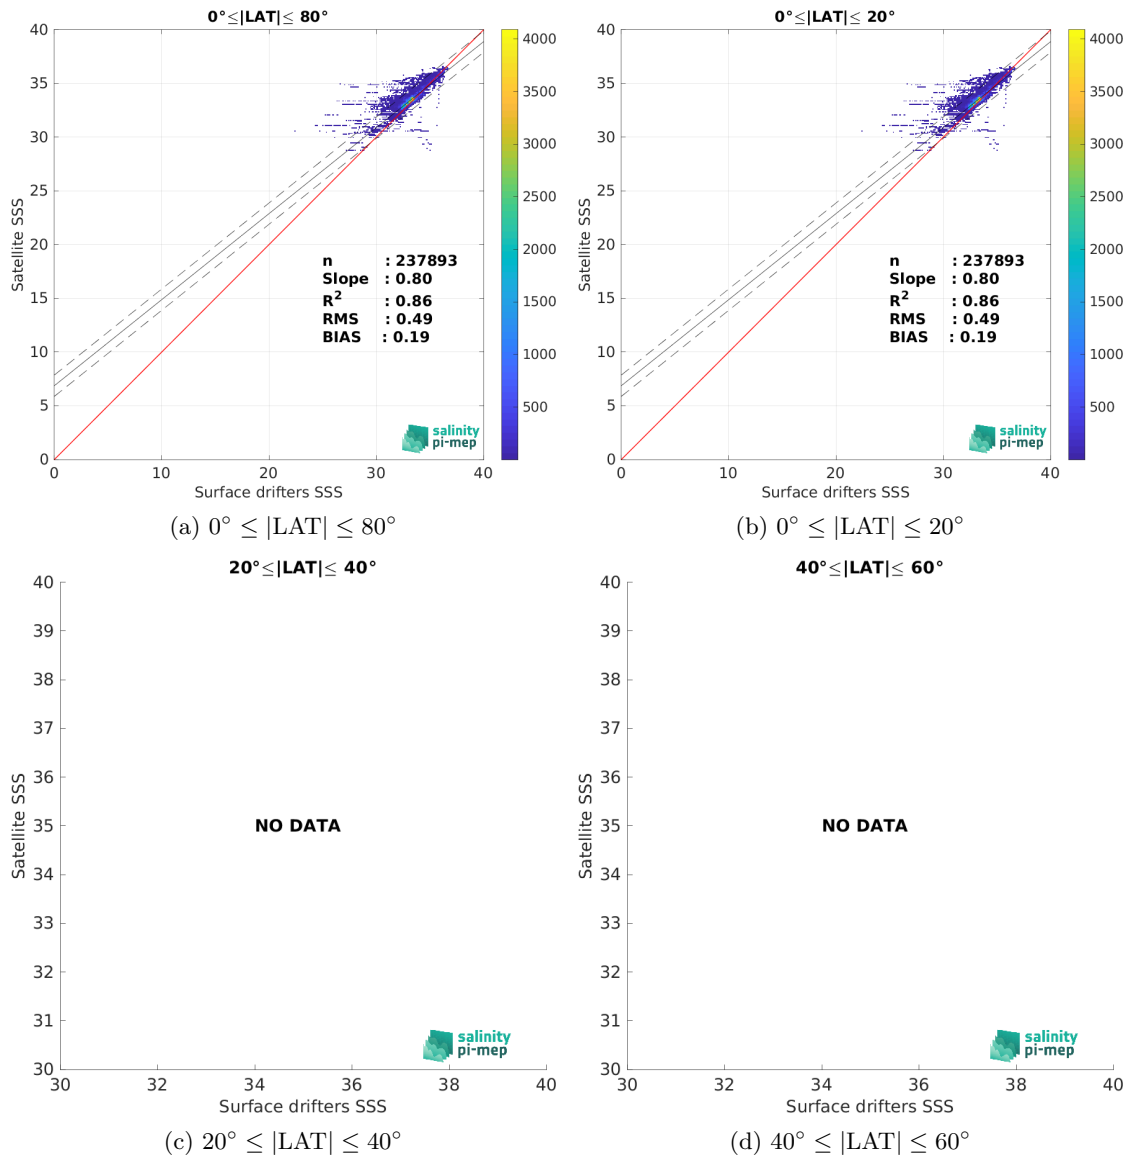 0°≤|LAT|≤ 80°
40
35
30
25
20
15
10
5
0
0
10
20
30
40
Satellite SSS
Surface drifters SSS
n : 237893
Slope : 0.80
R² : 0.86
RMS : 0.49
BIAS : 0.19
salinity
pi-mep
4000
3500
3000
2500
2000
1500
1000
500
(a) 0° ≤ |LAT| ≤ 80°
0°≤|LAT|≤ 20°
40
35
30
25
20
15
10
5
0
0
10
20
30
40
Satellite SSS
Surface drifters SSS
n : 237893
Slope : 0.80
R² : 0.86
RMS : 0.49
BIAS : 0.19
salinity
pi-mep
4000
3500
3000
2500
2000
1500
1000
500
(b) 0° ≤ |LAT| ≤ 20°
20°≤|LAT|≤ 40°
40
39
38
37
36
35
34
33
32
31
30
30
32
34
36
38
40
Satellite SSS
Surface drifters SSS
NO DATA
salinity
pi-mep
(c) 20° ≤ |LAT| ≤ 40°
40°≤|LAT|≤ 60°
40
39
38
37
36
35
34
33
32
31
30
30
32
34
36
38
40
Satellite SSS
Surface drifters SSS
NO DATA
salinity
pi-mep
(d) 40° ≤ |LAT| ≤ 60°